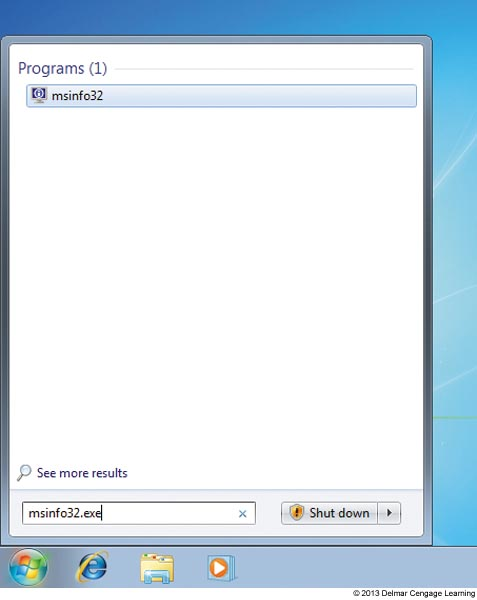 Programs (1)
msinfo32
See more results
msinfo32.exe
Shut down
© 2013 Delmar Cengage Learning